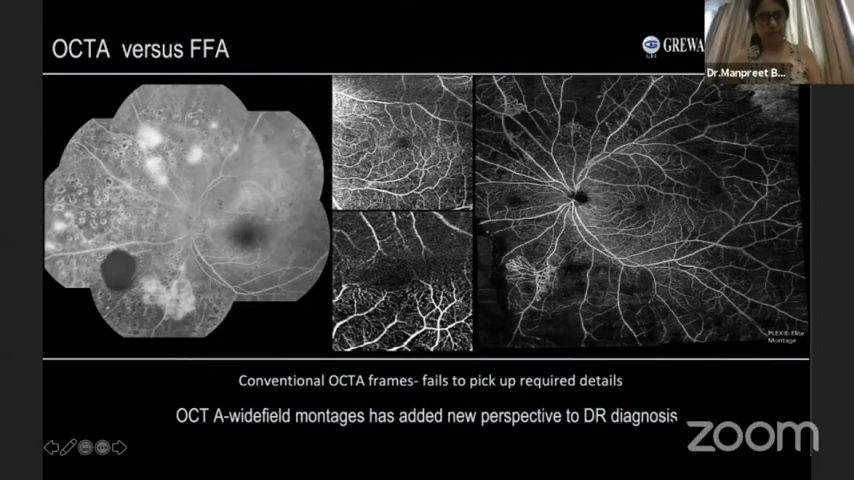 OCTA versus FFA
GREWA
Dr.Manpreet B...
PLEX® Elite
Montage
Conventional OCTA frames- fails to pick up required details
OCT A-widefield montages has added new perspective to DR diagnosis
zoom